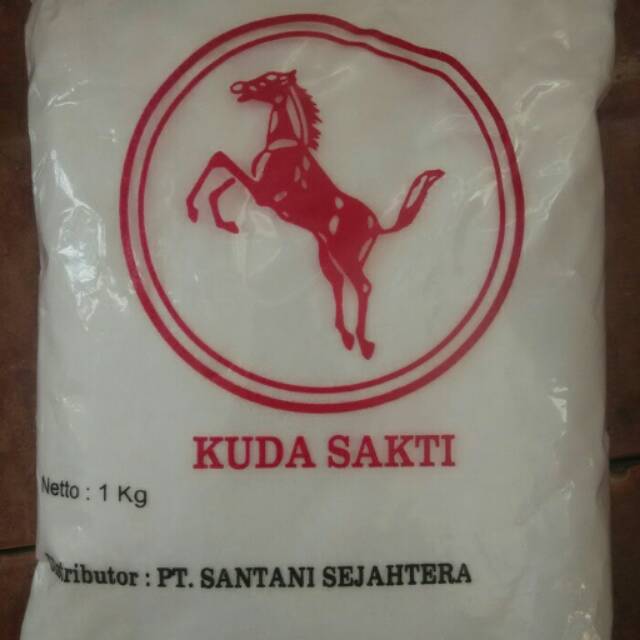 KUDA SAKTI
Netto : 1 Kg
Distributor : PT. SANTANI SEJAHTERA